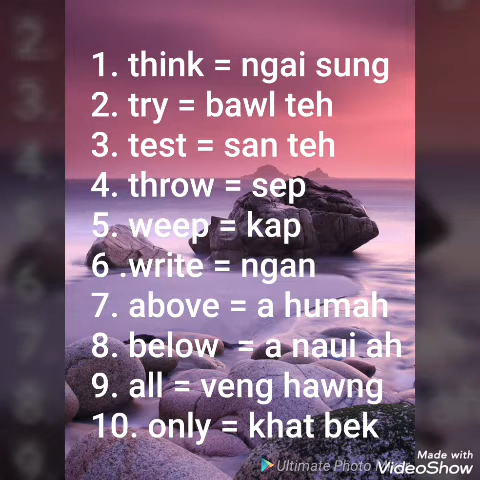 1. think = ngai sung
2. try = bawl teh
3. test = san teh
4. throw = sep
5. weep = kap
6 .write = ngan
7. above = a humah
8. below = a naui ah
9. all = veng hawng
10. only = khat bek
Made with
Ultimate Photo
VideoShow